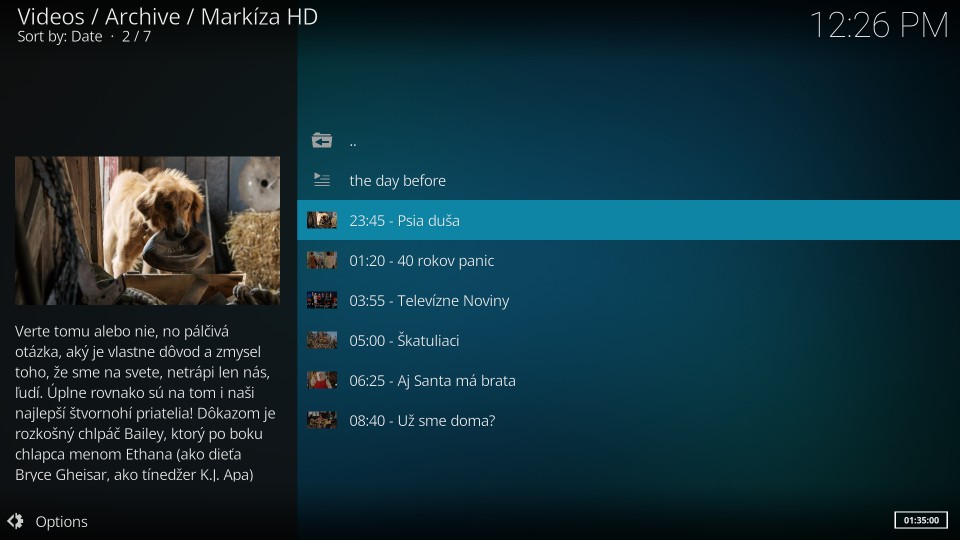 Videos / Archive / Markíza HD
Sort by: Date · 2 / 7
12:26 PM
..
the day before
23:45 - Psia duša
01:20 - 40 rokov panic
03:55 - Televízne Noviny
05:00 - Škatuliaci
06:25 - Aj Santa má brata
08:40 - Už sme doma?
Verte tomu alebo nie, no pálčivá
otázka, aký je vlastne dôvod a zmysel
toho, že sme na svete, netrápi len nás,
ľudí. Úplne rovnako sú na tom i naši
najlepší štvornohí priatelia! Dôkazom je
rozkošný chlpáč Bailey, ktorý po boku
chlapca menom Ethana (ako dieťa
Bryce Gheisar, ako tínedžer K.J. Apa)
Options
01:35:00